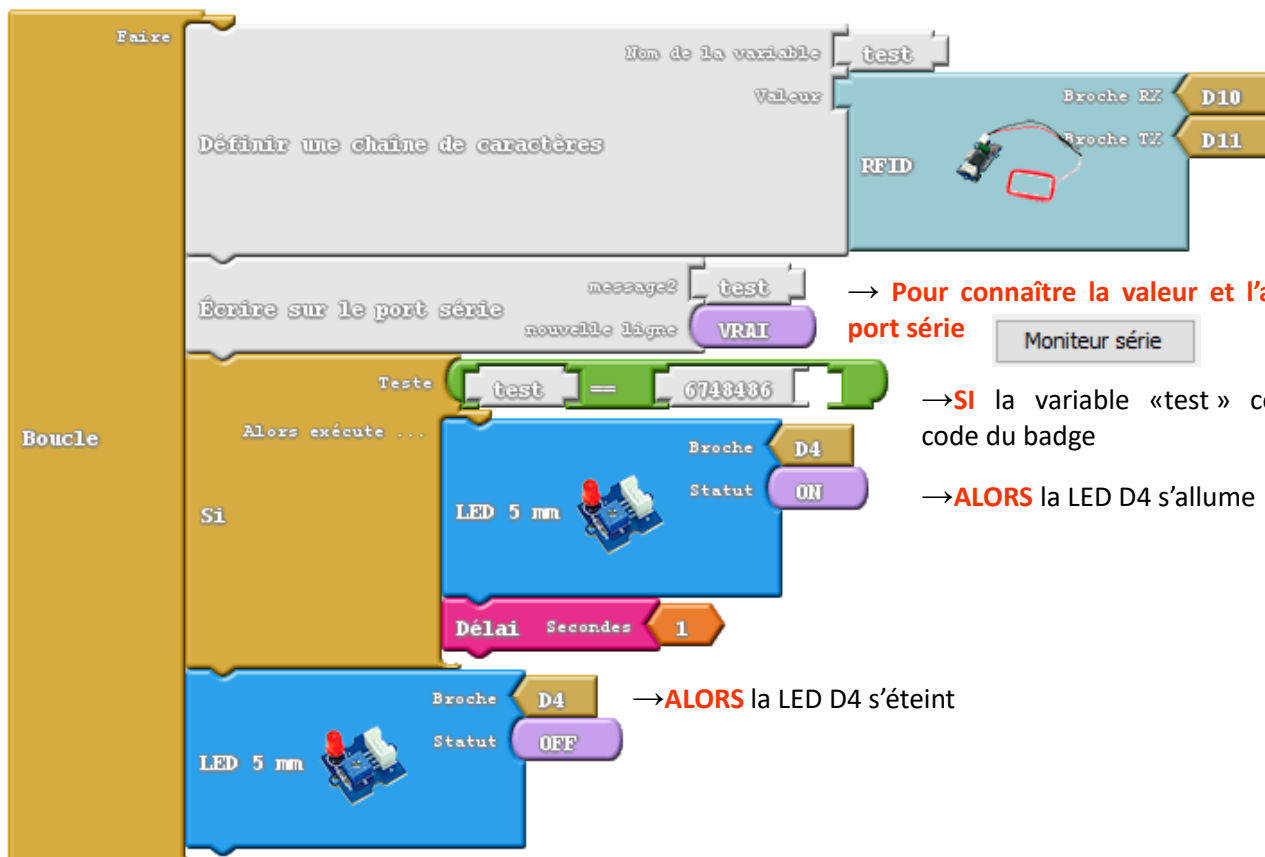 Faire
Nom de la variable test
Valeur
Broche RX D10
Définir une chaîne de caractères
Broche TX D11
RFID
message2 test
Écrire sur le port série
nouvelle ligne VRAI
→ Pour connaître la valeur et
port série
Moniteur série
Teste test == 6748486
→SI la variable «test »
code du badge
Boucle
Alors exécute ...
Broche D4
Statut ON
→ALORS la LED D4 s’allume
Si
LED 5 mm
Délai Secondes 1
Broche D4
→ALORS la LED D4 s’éteint
Statut OFF
LED 5 mm